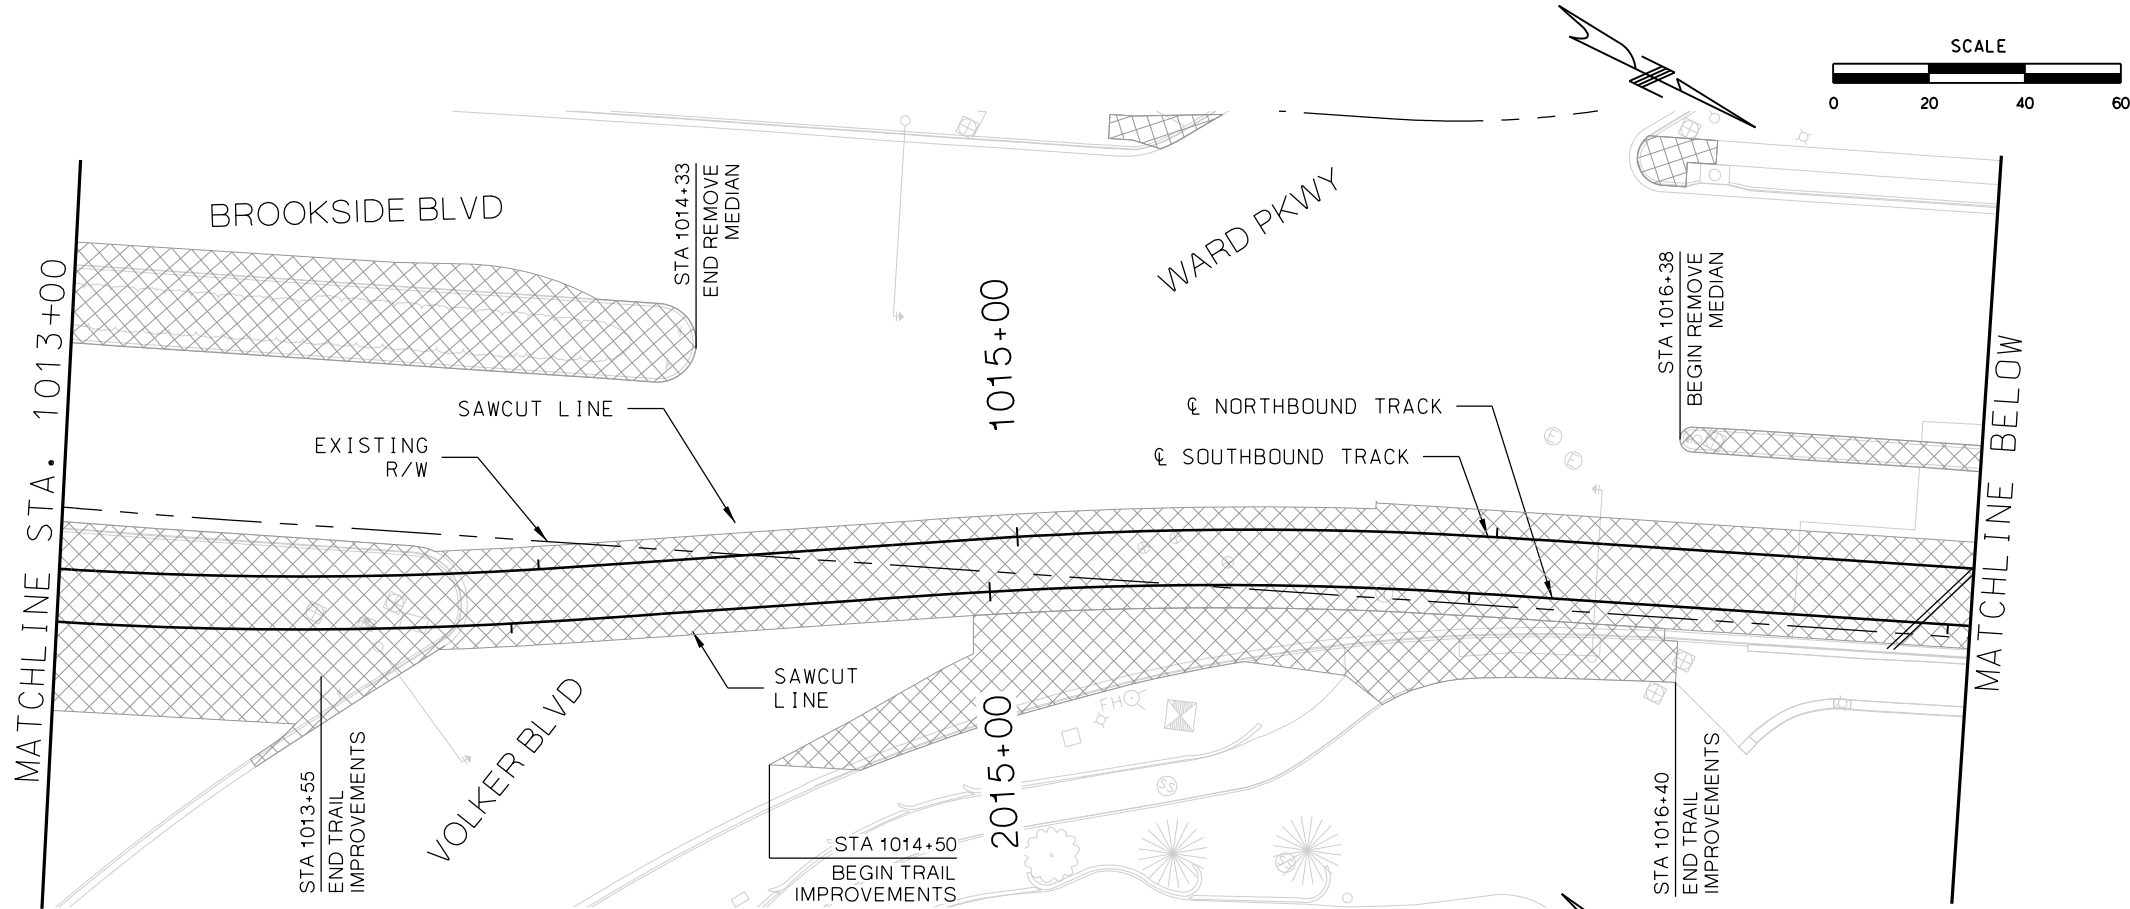 SCALE
0 20 40 60
BROOKSIDE BLVD
STA 1014+33
END REMOVE
MEDIAN
WARD PKWY
STA 1016+38
BEGIN REMOVE
MEDIAN
MATCHLINE STA. 1013+00
1015+00
SAWCUT LINE
EXISTING
R/W
℄ NORTHBOUND TRACK
℄ SOUTHBOUND TRACK
E
E
MATCHLINE BELOW
SAWCUT
LINE
FH
VOLKER BLVD
2015+00
SS
STA 1013+55
END TRAIL
IMPROVEMENTS
STA 1014+50
BEGIN TRAIL
IMPROVEMENTS
STA 1016+40
END TRAIL
IMPROVEMENTS